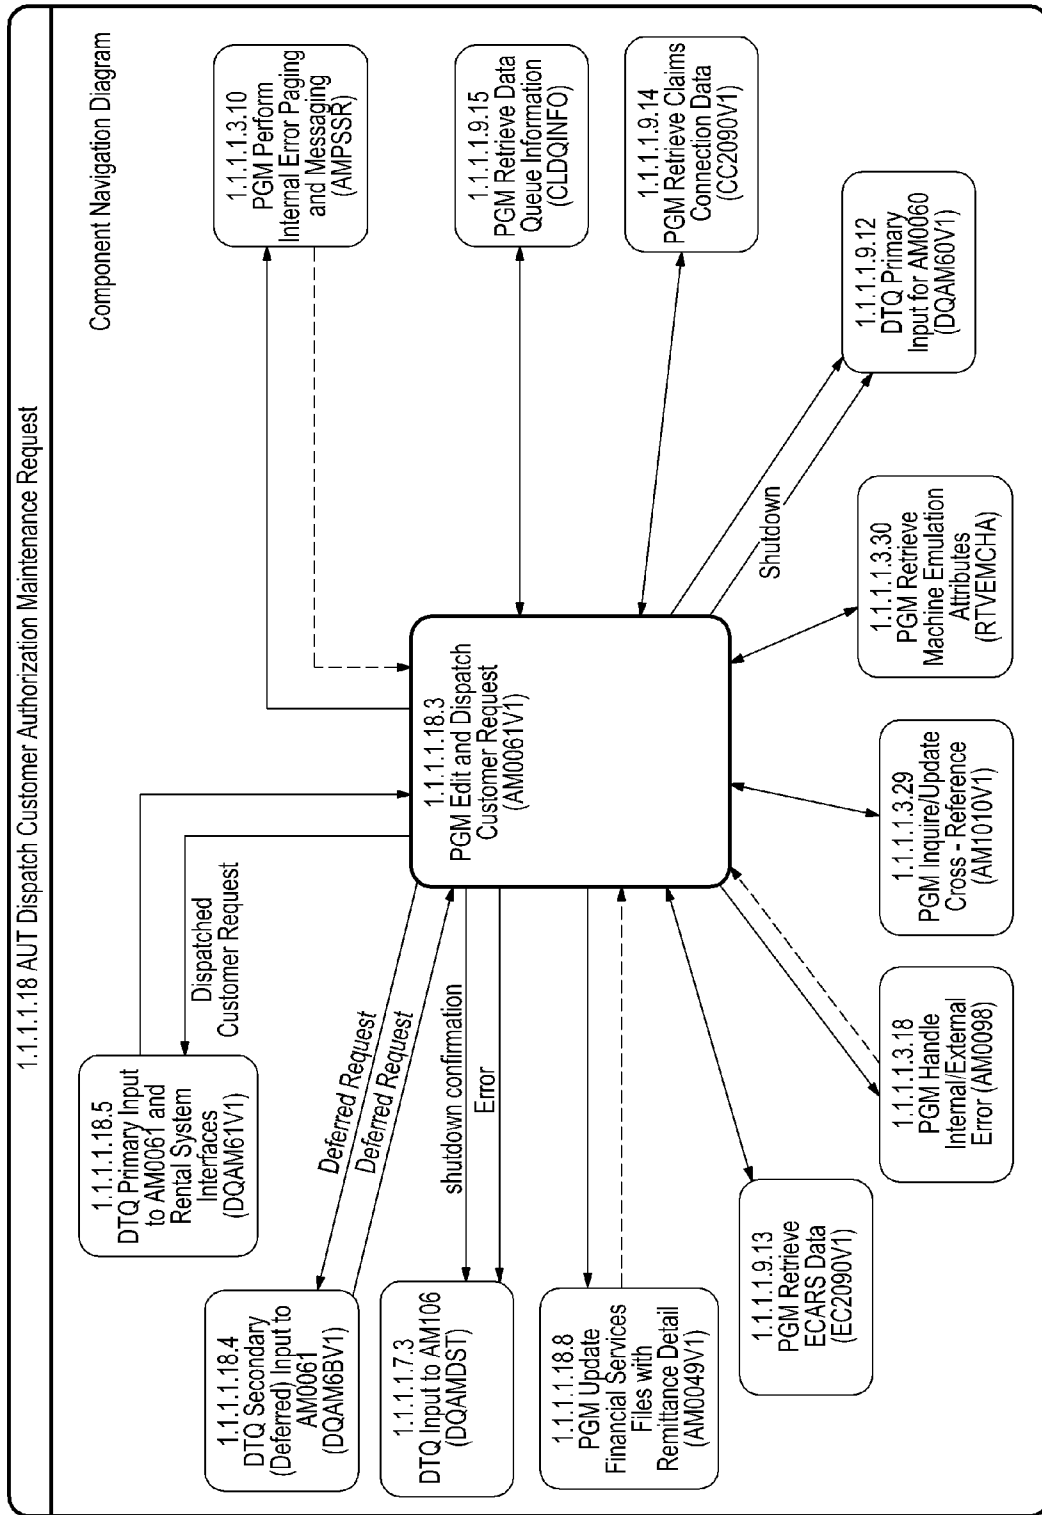 1.1.1.1.18 AUT Dispatch Customer Authorization Maintenance Request
Component Navigation Diagram
1.1.1.1.18.5
DTQ Primary Input
to AM0061 and
Rental System
Interfaces
(DQAM61V1)
Dispatched
Customer Request
1.1.1.1.3.10
PGM Perform
Internal Error Paging
and Messaging
(AMPSSR)
1.1.1.1.18.4
DTQ Secondary
(Deferred) Input to
AM0061
(DQAM6BV1)
Deferred Request
Deferred Request
1.1.1.1.7.3
DTQ Input to AM106
(DQAMDST)
shutdown confirmation
Error
1.1.1.1.18.3
PGM Edit and Dispatch
Customer Request
(AM0061V1)
1.1.1.1.9.15
PGM Retrieve Data
Queue Information
(CLDQINFO)
1.1.1.1.18.8
PGM Update
Financial Services
Files with
Remittance Detail
(AM0049V1)
1.1.1.1.9.14
PGM Retrieve Claims
Connection Data
(CC2090V1)
1.1.1.1.9.13
PGM Retrieve
ECARS Data
(EC2090V1)
1.1.1.1.3.18
PGM Handle
Internal/External
Error (AM0098)
1.1.1.1.3.29
PGM Inquire/Update
Cross - Reference
(AM1010V1)
1.1.1.1.3.30
PGM Retrieve
Machine Emulation
Attributes
(RTVEMCHA)
Shutdown
1.1.1.1.9.12
DTQ Primary
Input for AM0060
(DQAM60V1)